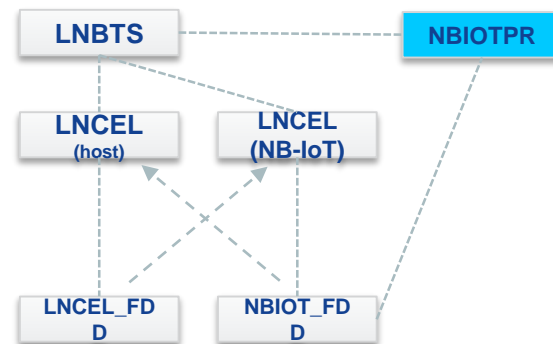 LNBTS
NBIOTPR
LNCEL
(host)
LNCEL
(NB-IoT)
LNCEL_FD
D
NBIOT_FD
D